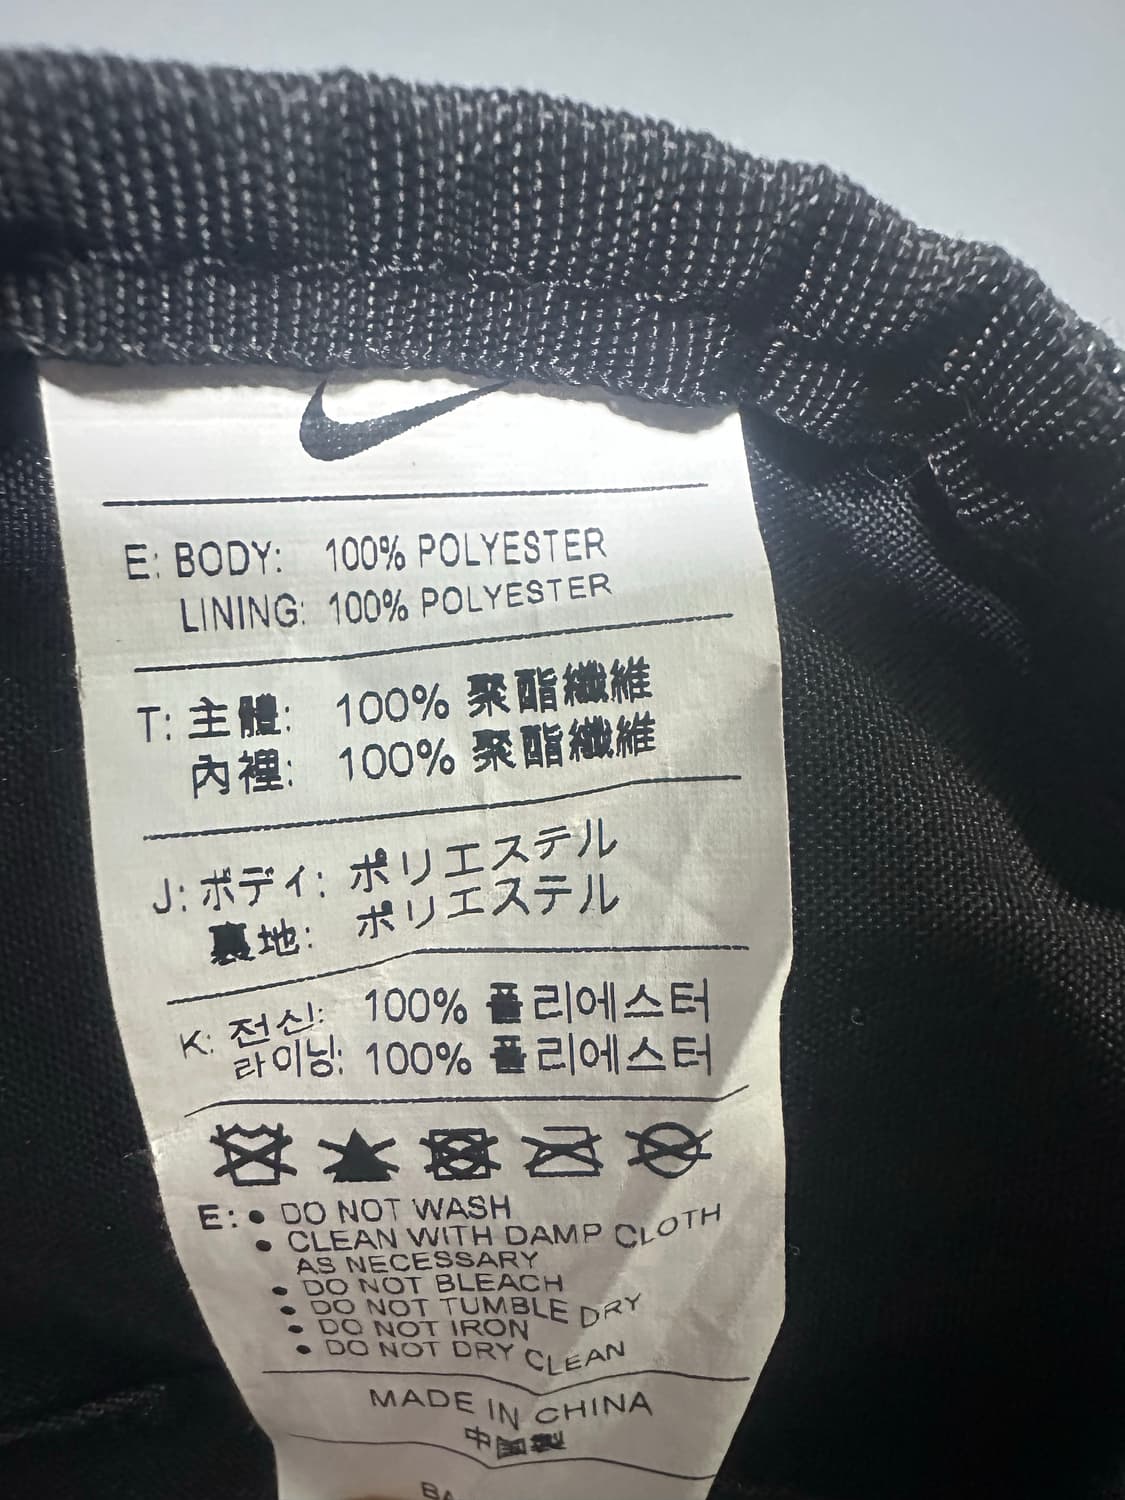 E: BODY: 100% POLYESTER
LINING: 100% POLYESTER
T: 主體: 100% 聚酯纖維
內裡: 100% 聚酯纖維
J: ボディ: ポリエステル
裏地: ポリエステル
K: 전신: 100% 폴리에스터
라이닝: 100% 폴리에스터
E: • DO NOT WASH
• CLEAN WITH DAMP CLOTH
AS NECESSARY
• DO NOT BLEACH
• DO NOT TUMBLE DRY
• DO NOT IRON
• DO NOT DRY CLEAN
MADE IN CHINA
中國製